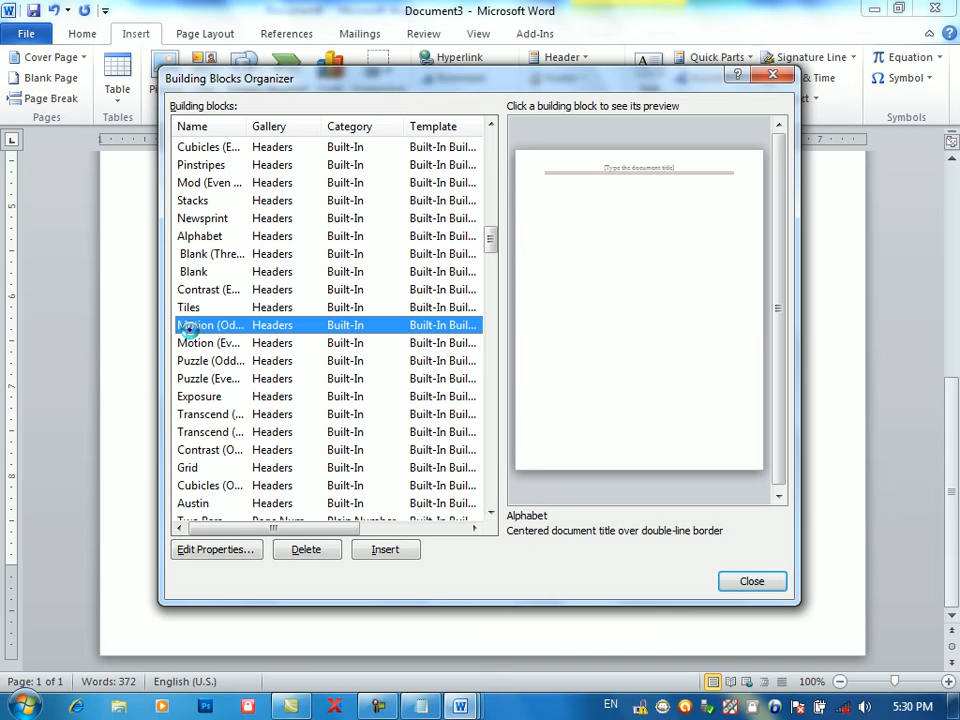 Document3 - Microsoft Word
File Home Insert Page Layout References Mailings Review View Add-Ins
Cover Page Hyperlink Header Quick Parts Signature Line Equation
Blank Page & Time Symbol
Page Break Table
Pages Tables Symbols
Building Blocks Organizer
Building blocks: Click a building block to see its preview
Name Gallery Category Template
Cubicles (E... Headers Built-In Built-In Buil...
Pinstripes Headers Built-In Built-In Buil...
Mod (Even ... Headers Built-In Built-In Buil...
Stacks Headers Built-In Built-In Buil...
Newsprint Headers Built-In Built-In Buil...
Alphabet Headers Built-In Built-In Buil...
Blank (Thre... Headers Built-In Built-In Buil...
Blank Headers Built-In Built-In Buil...
Contrast (E... Headers Built-In Built-In Buil...
Tiles Headers Built-In Built-In Buil...
Motion (Od... Headers Built-In Built-In Buil...
Motion (Ev... Headers Built-In Built-In Buil...
Puzzle (Odd... Headers Built-In Built-In Buil...
Puzzle (Eve... Headers Built-In Built-In Buil...
Exposure Headers Built-In Built-In Buil...
Transcend (... Headers Built-In Built-In Buil...
Transcend (... Headers Built-In Built-In Buil...
Contrast (O... Headers Built-In Built-In Buil...
Grid Headers Built-In Built-In Buil...
Cubicles (O... Headers Built-In Built-In Buil...
Austin Headers Built-In Built-In Buil...
[Type the document title]
Alphabet
Centered document title over double-line border
Edit Properties... Delete Insert
Close
Page: 1 of 1 Words: 372 English (U.S.) 100%
EN 5:30 PM